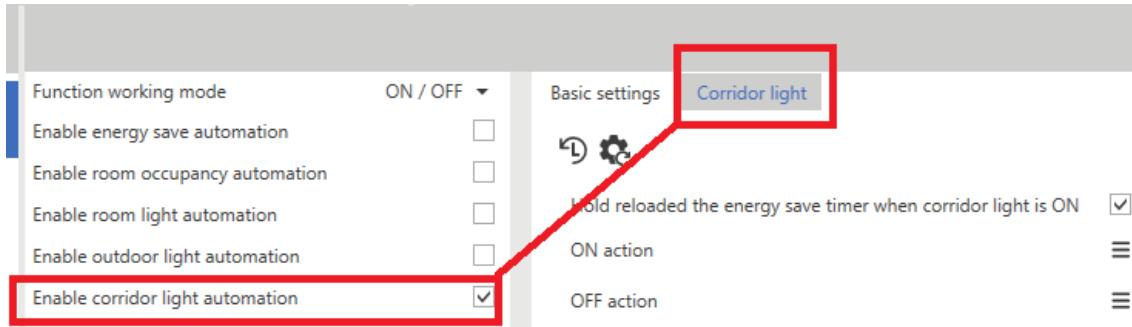 Function working mode ON / OFF
Enable energy save automation
Enable room occupancy automation
Enable room light automation
Enable outdoor light automation
Enable corridor light automation
Basic settings Corridor light
Hold reloaded the energy save timer when corridor light is ON
ON action
OFF action